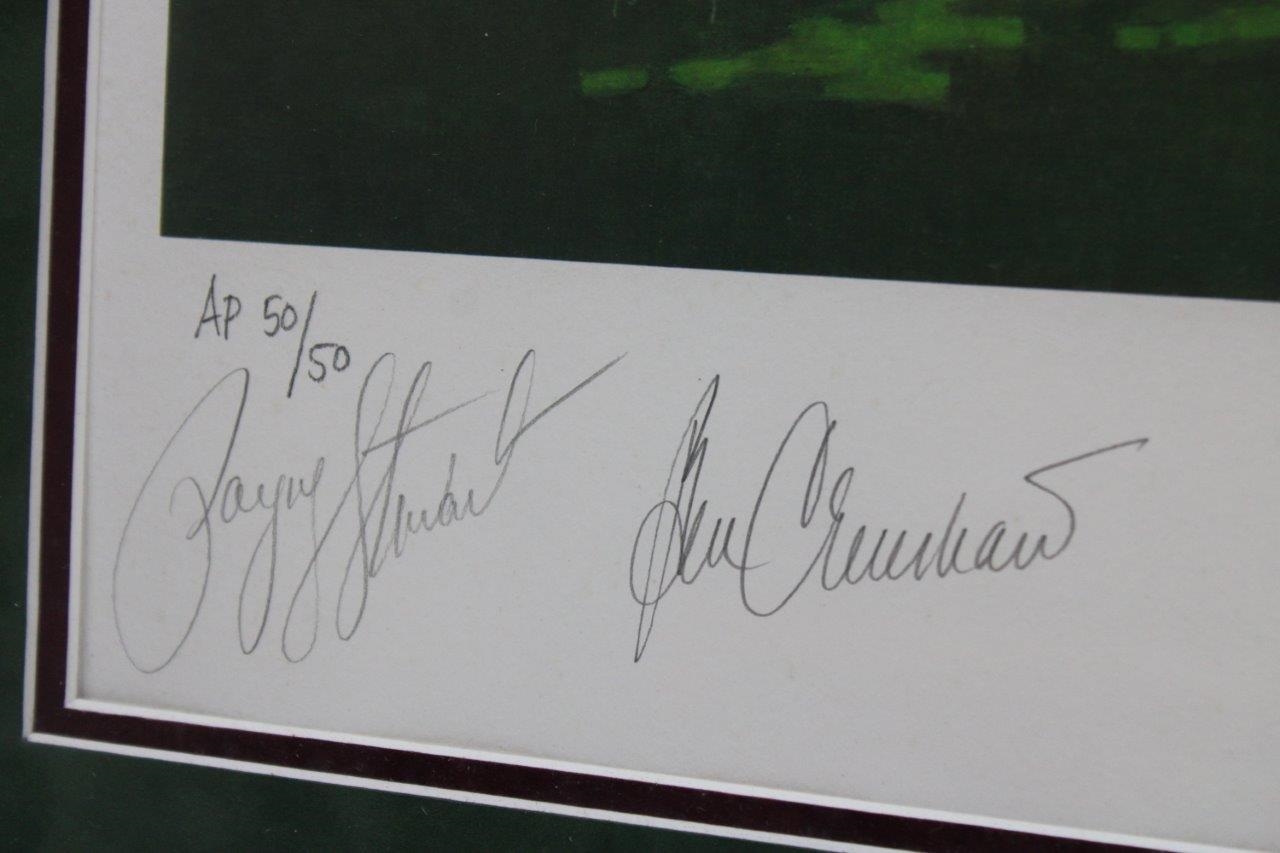 AP 50/50
Payne Stewart
Ben Crenshaw